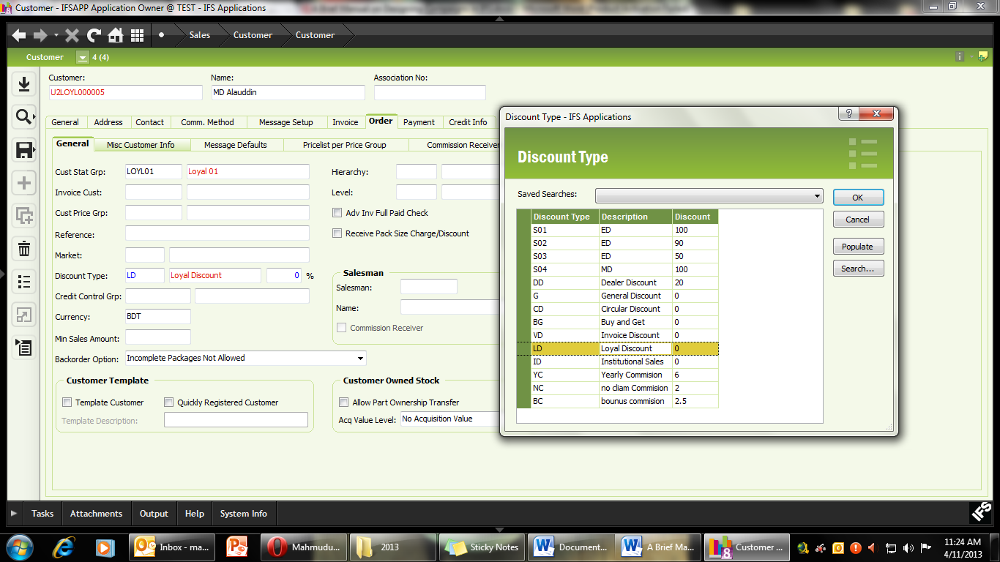 Customer - IFSAPP Application Owner @ TEST - IFS Applications
Sales
Customer
Customer
Customer 4 (4)
Customer:
Name:
Association No:
U2LOYL000005
MD Alauddin
General
Address
Contact
Comm. Method
Message Setup
Invoice
Order
Payment
Credit Info
General
Misc Customer Info
Message Defaults
Pricelist per Price Group
Commission Receiver
Cust Stat Grp: LOYL01 Loyal 01
Invoice Cust:
Cust Price Grp:
Reference:
Market:
Discount Type: LD Loyal Discount 0 %
Credit Control Grp:
Currency: BDT
Min Sales Amount:
Backorder Option: Incomplete Packages Not Allowed
Hierarchy:
Level:
Adv Inv Full Paid Check
Receive Pack Size Charge/Discount
Salesman
Salesman:
Name:
Commission Receiver
Customer Template
Template Customer
Quickly Registered Customer
Template Description:
Customer Owned Stock
Allow Part Ownership Transfer
Acq Value Level: No Acquisition Value
Discount Type - IFS Applications
?
Discount Type
Saved Searches:
OK
Cancel
Populate
Search...
Discount Type Description Discount
S01 ED 100
S02 ED 90
S03 ED 50
S04 MD 100
DD Dealer Discount 20
G General Discount 0
CD Circular Discount 0
BG Buy and Get 0
VD Invoice Discount 0
LD Loyal Discount 0
ID Institutional Sales 0
YC Yearly Commision 6
NC no cliam Commision 2
BC bounus commision 2.5
Tasks
Attachments
Output
Help
System Info
IFS
Inbox - ma...
Mahmudu...
2013
Sticky Notes
Document...
A Brief Ma...
Customer ...
11:24 AM
4/11/2013